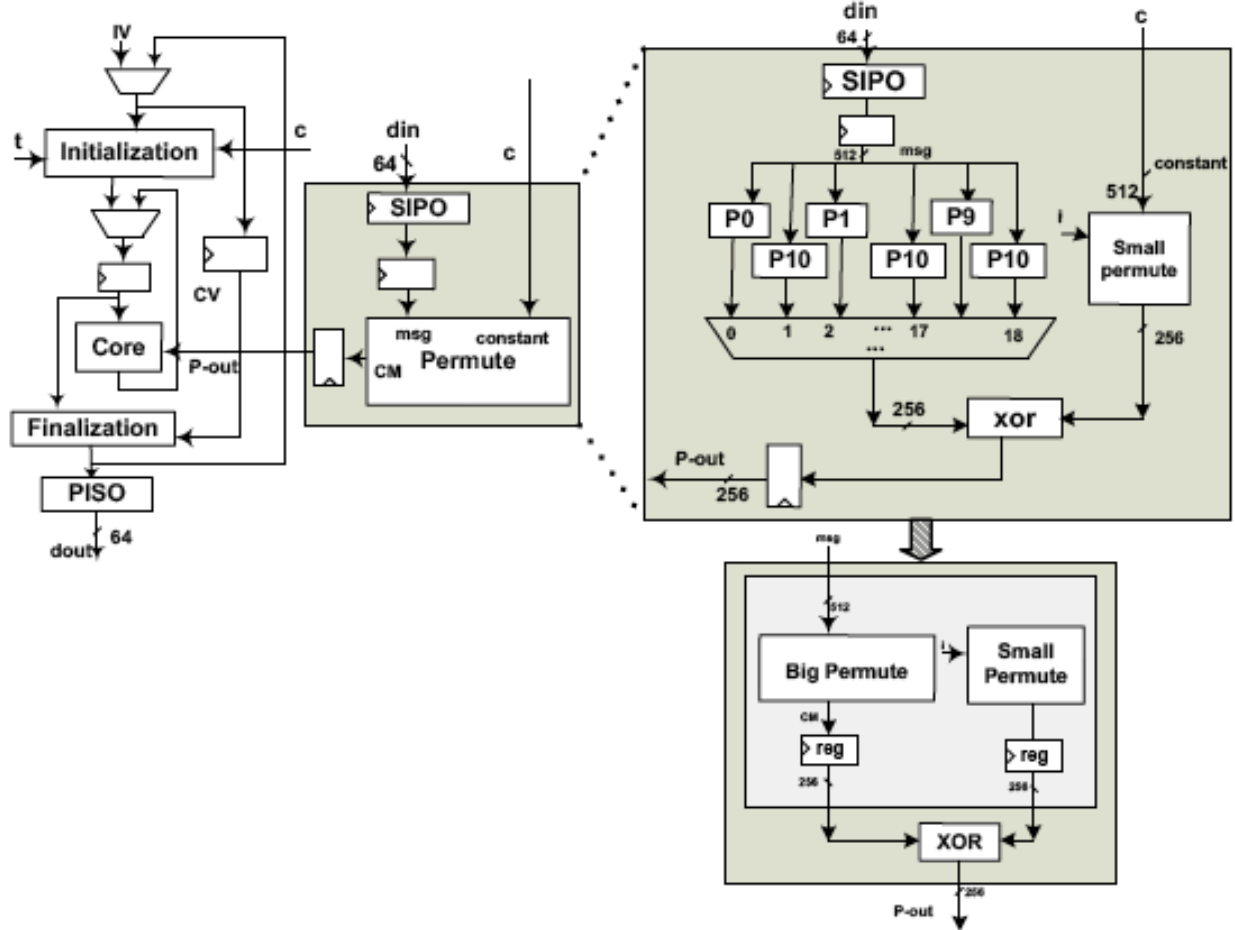 IV
t
Initialization
c
CV
Core
P-out
Finalization
PISO
64
dout
din
64
c
SIPO
msg
constant
CM
Permute
din
64
c
SIPO
512
msg
constant
512
P0
P1
P9
P10
P10
P10
i
Small
permute
0
1
2
...
17
18
...
256
256
xor
P-out
256
msg
512
Big Permute
i
Small
Permute
CM
reg
reg
256
256
XOR
256
P-out